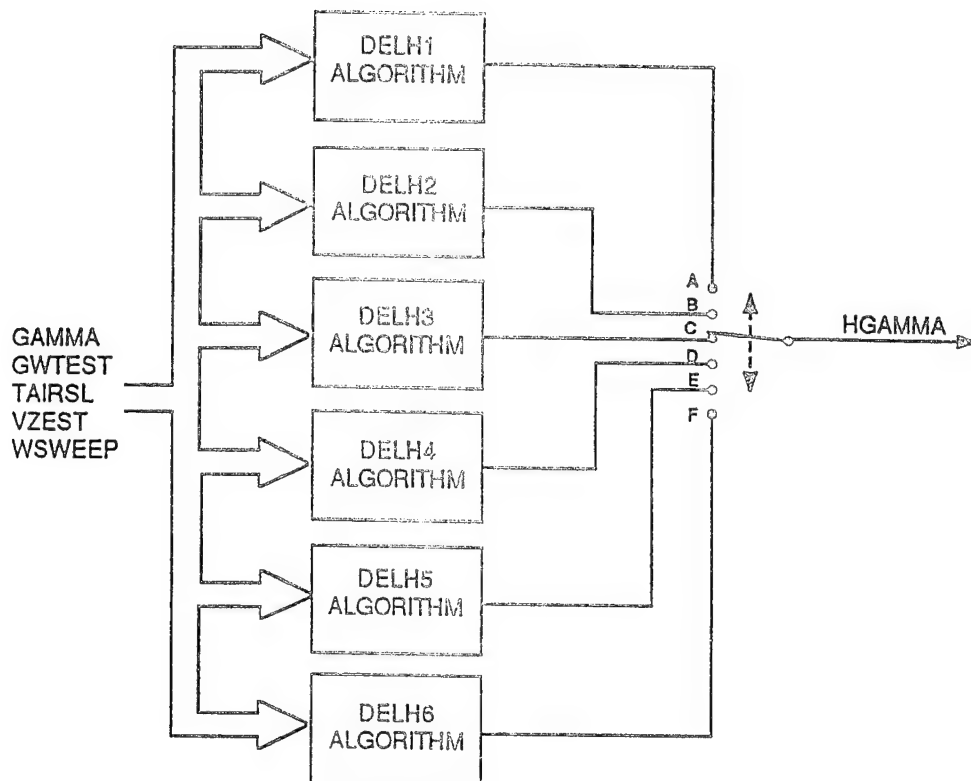 DELH1
ALGORITHM
DELH2
ALGORITHM
DELH3
ALGORITHM
DELH4
ALGORITHM
DELH5
ALGORITHM
DELH6
ALGORITHM
GAMMA
GWTEST
TAIRSL
VZEST
WSWEEP
A
B
C
D
E
F
HGAMMA